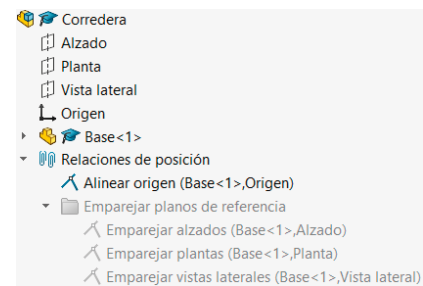 Corredera
Alzado
Planta
Vista lateral
Origen
Base<1>
Relaciones de posición
Alinear origen (Base<1>,Origen)
Emparejar planos de referencia
Emparejar alzados (Base<1>,Alzado)
Emparejar plantas (Base<1>,Planta)
Emparejar vistas laterales (Base<1>,Vista lateral)